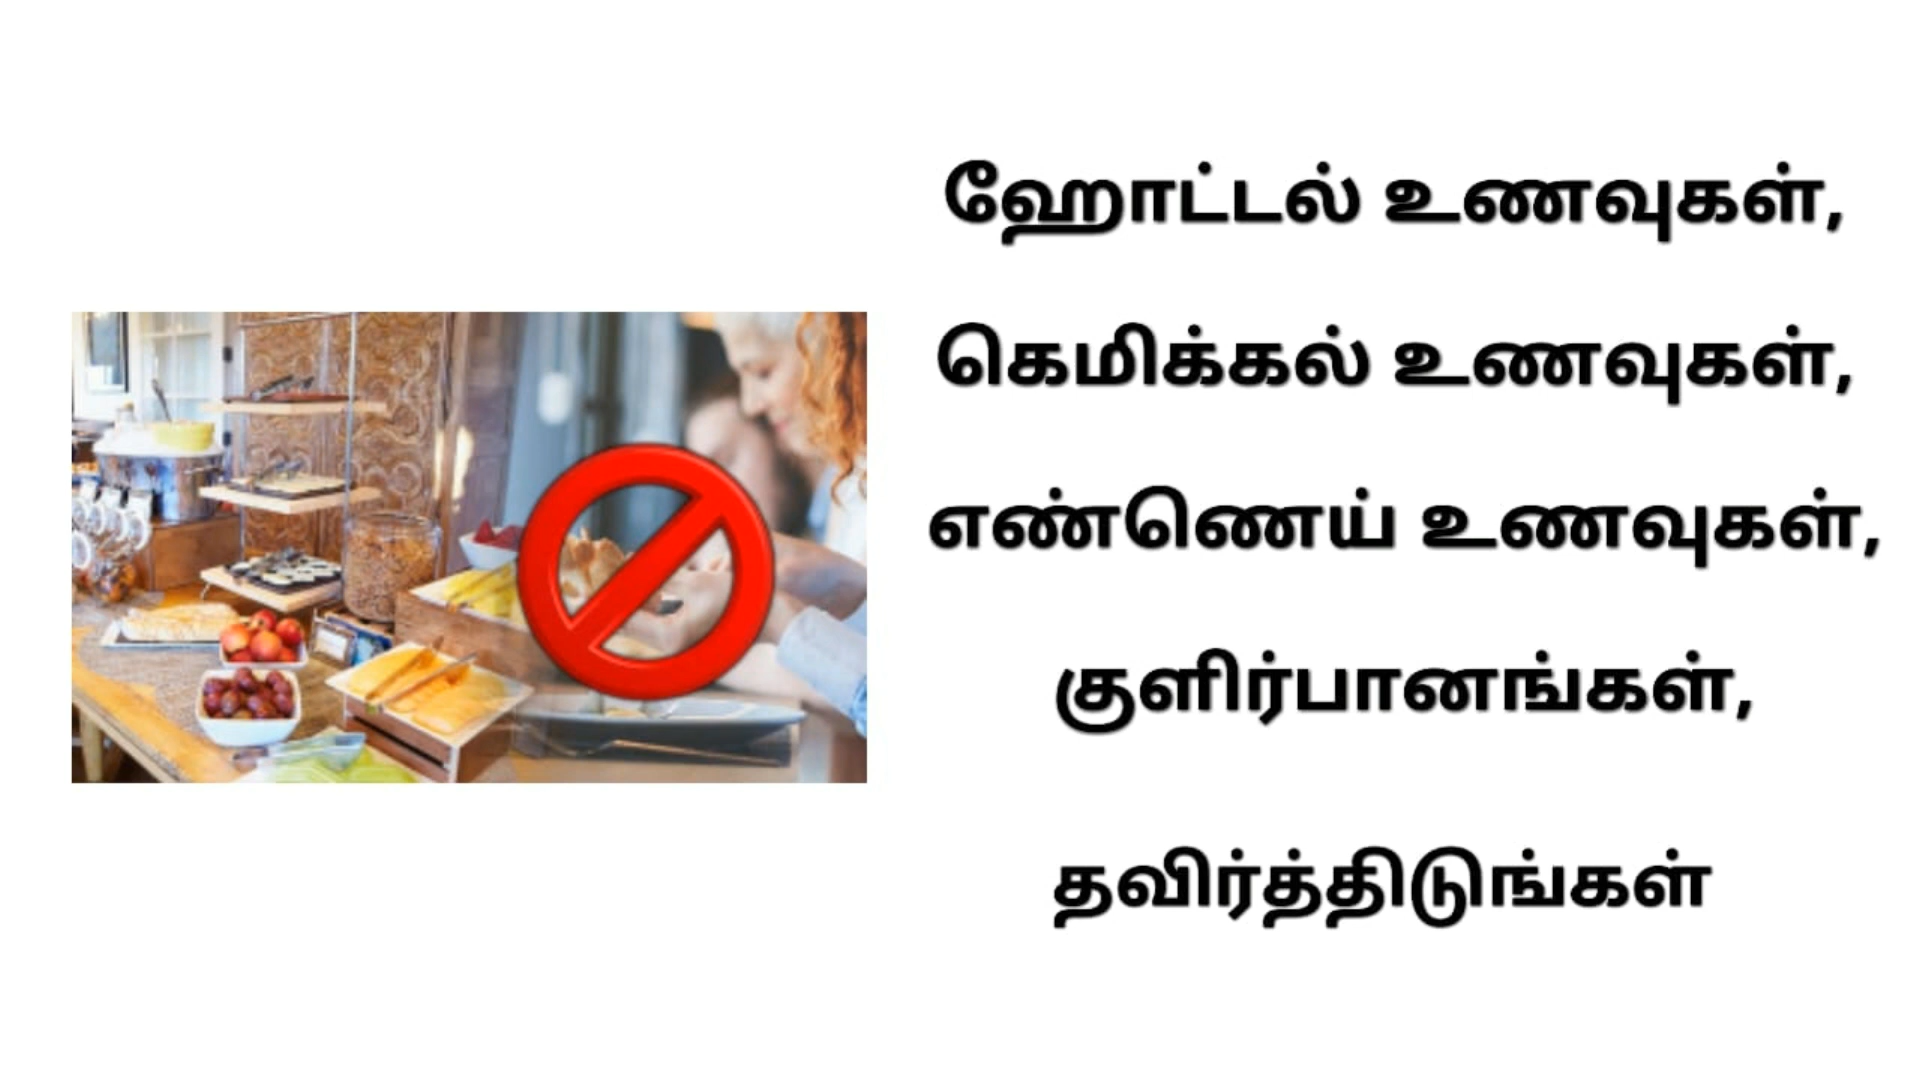 ஹோட்டல் உணவுகள்,
கெமிக்கல் உணவுகள்,
எண்ணெய் உணவுகள்,
குளிர்பானங்கள்,
தவிர்த்திடுங்கள்